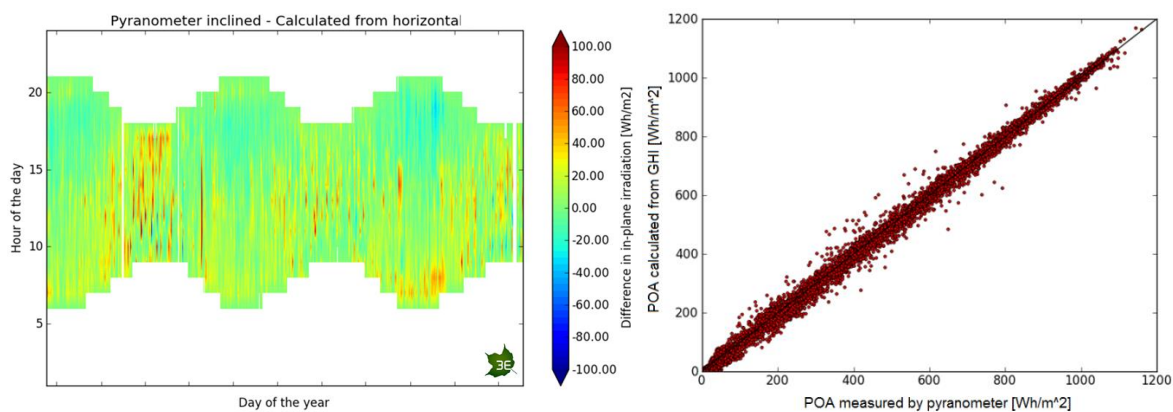 Pyranometer inclined - Calculated from horizontal
Hour of the day
20
15
10
5
Day of the year
3E
100.00
80.00
60.00
40.00
20.00
0.00
-20.00
-40.00
-60.00
-80.00
-100.00
Difference in in-plane irradiation [Wh/m2]
POA calculated from GHI [Wh/m^2]
1200
1000
800
600
400
200
0
0 200 400 600 800 1000 1200
POA measured by pyranometer [Wh/m^2]